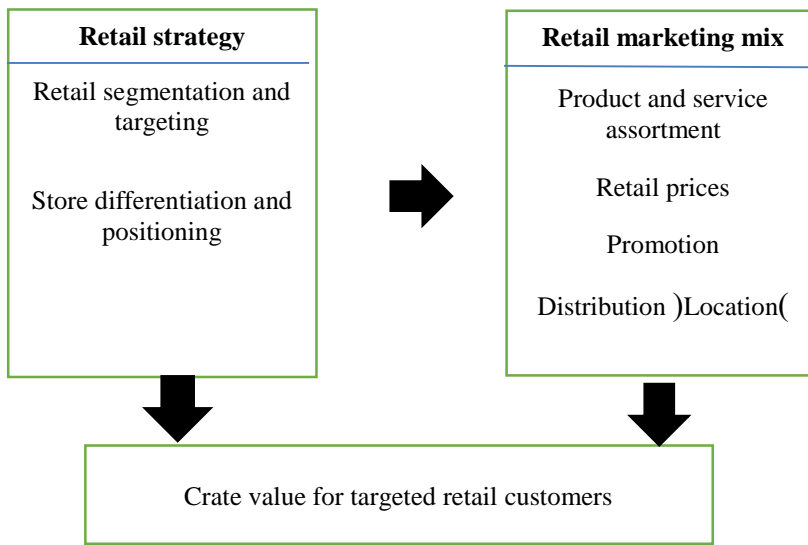 Retail strategy
Retail segmentation and
targeting
Store differentiation and
positioning
Retail marketing mix
Product and service
assortment
Retail prices
Promotion
Distribution )Location(
Crate value for targeted retail customers